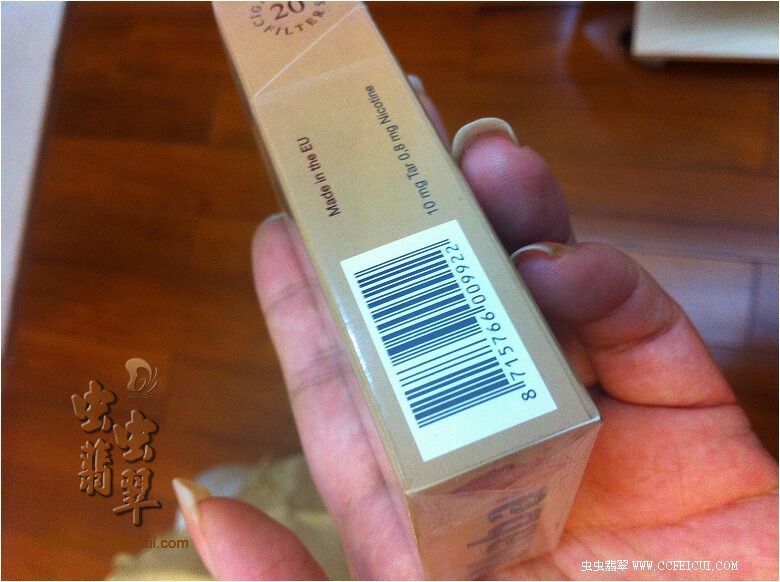 20
FILTERS
Made in the EU
10 mg Tar 0,8 mg Nicotine
8 715766 009922
虫虫
翡翠
虫虫翡翠 WWW.CCFEICUI.COM